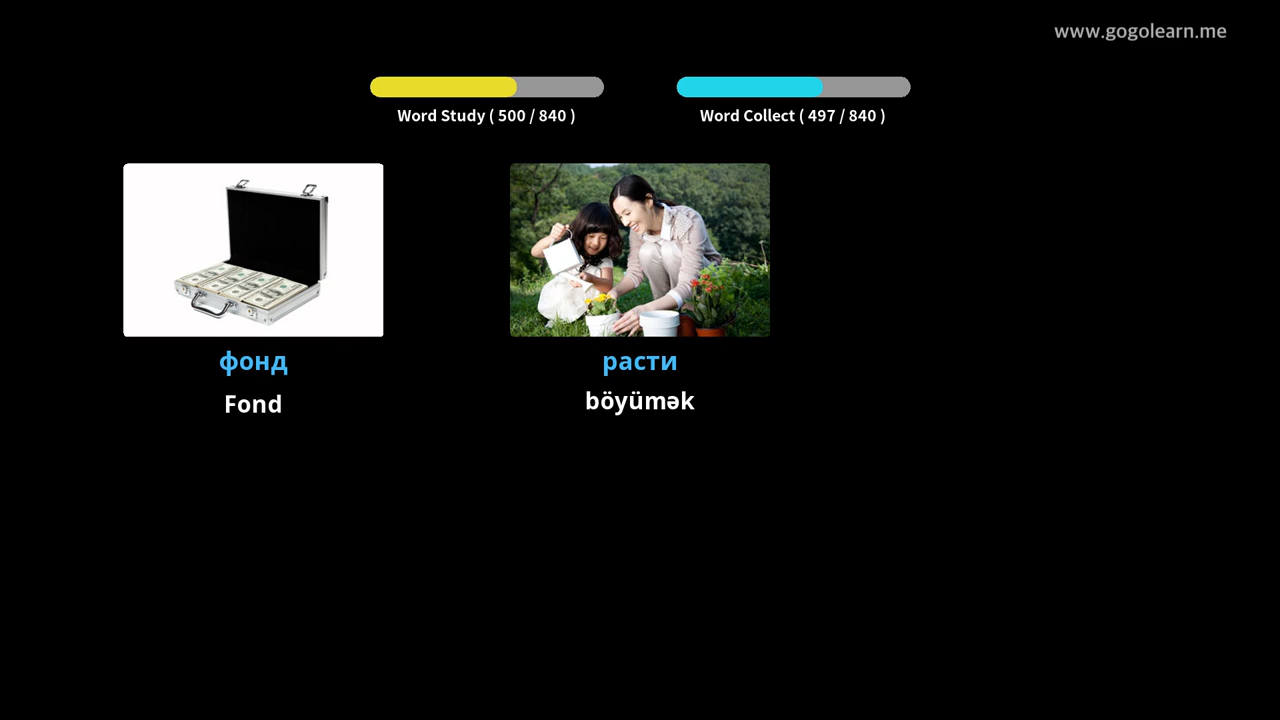 www.gogolearn.me
Word Study ( 500 / 840 )
Word Collect ( 497 / 840 )
фонд
Fond
расти
böyümək